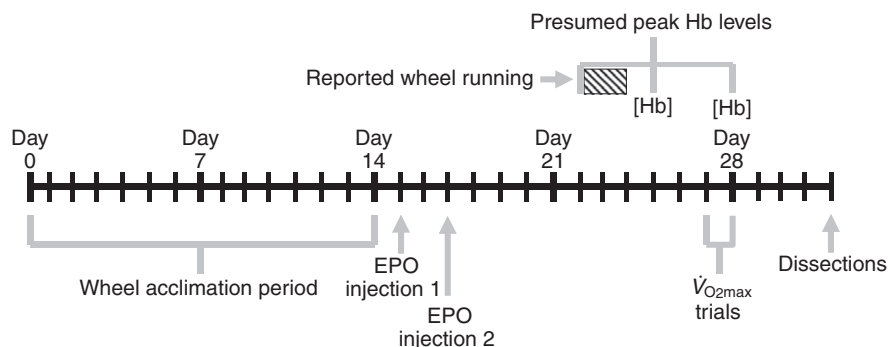 Presumed peak Hb levels
Reported wheel running
[Hb] [Hb]
Day Day Day Day Day
0 7 14 21 28
Wheel acclimation period
EPO
injection 1
EPO
injection 2
V̇O2max
trials
Dissections